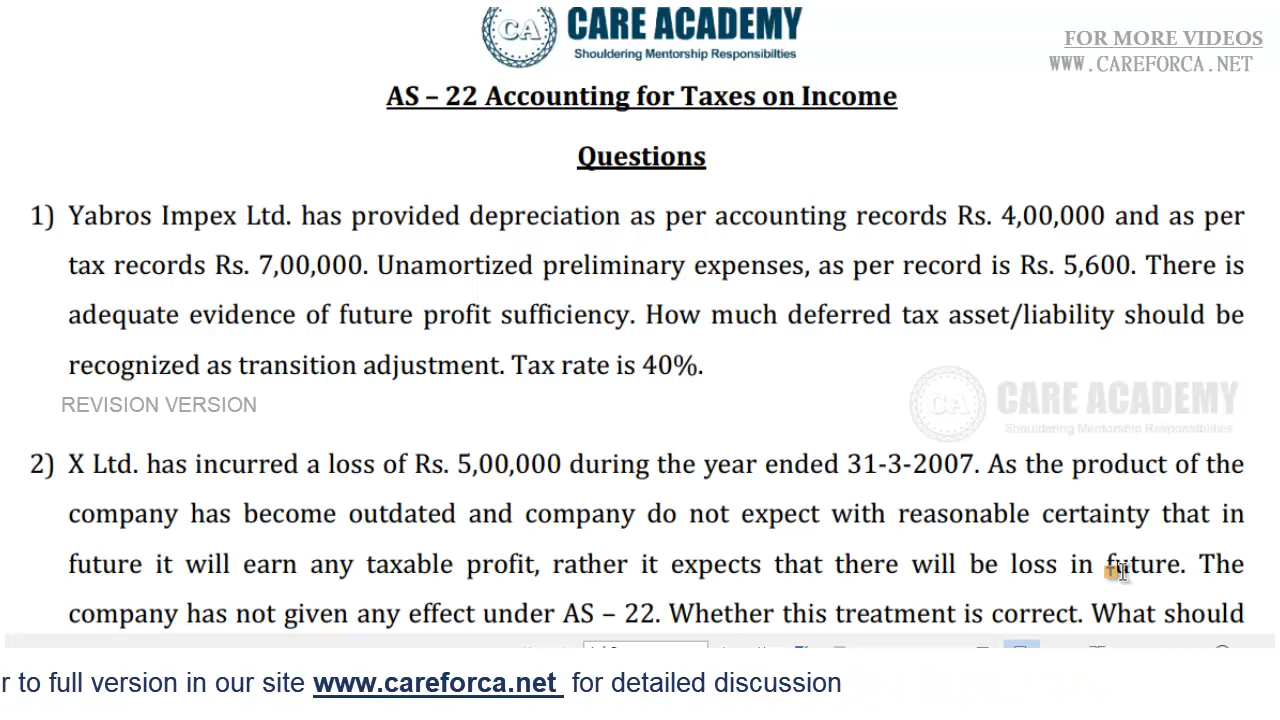 CA
CARE ACADEMY
Shouldering Mentorship Responsibilties
FOR MORE VIDEOS
WWW.CAREFORCA.NET
AS – 22 Accounting for Taxes on Income
Questions
1) Yabros Impex Ltd. has provided depreciation as per accounting records Rs. 4,00,000 and as per
tax records Rs. 7,00,000. Unamortized preliminary expenses, as per record is Rs. 5,600. There is
adequate evidence of future profit sufficiency. How much deferred tax asset/liability should be
recognized as transition adjustment. Tax rate is 40%.
REVISION VERSION
CA
CARE ACADEMY
Shouldering Mentorship Responsibilties
2) X Ltd. has incurred a loss of Rs. 5,00,000 during the year ended 31-3-2007. As the product of the
company has become outdated and company do not expect with reasonable certainty that in
future it will earn any taxable profit, rather it expects that there will be loss in future. The
company has not given any effect under AS – 22. Whether this treatment is correct. What should
r to full version in our site www.careforca.net for detailed discussion